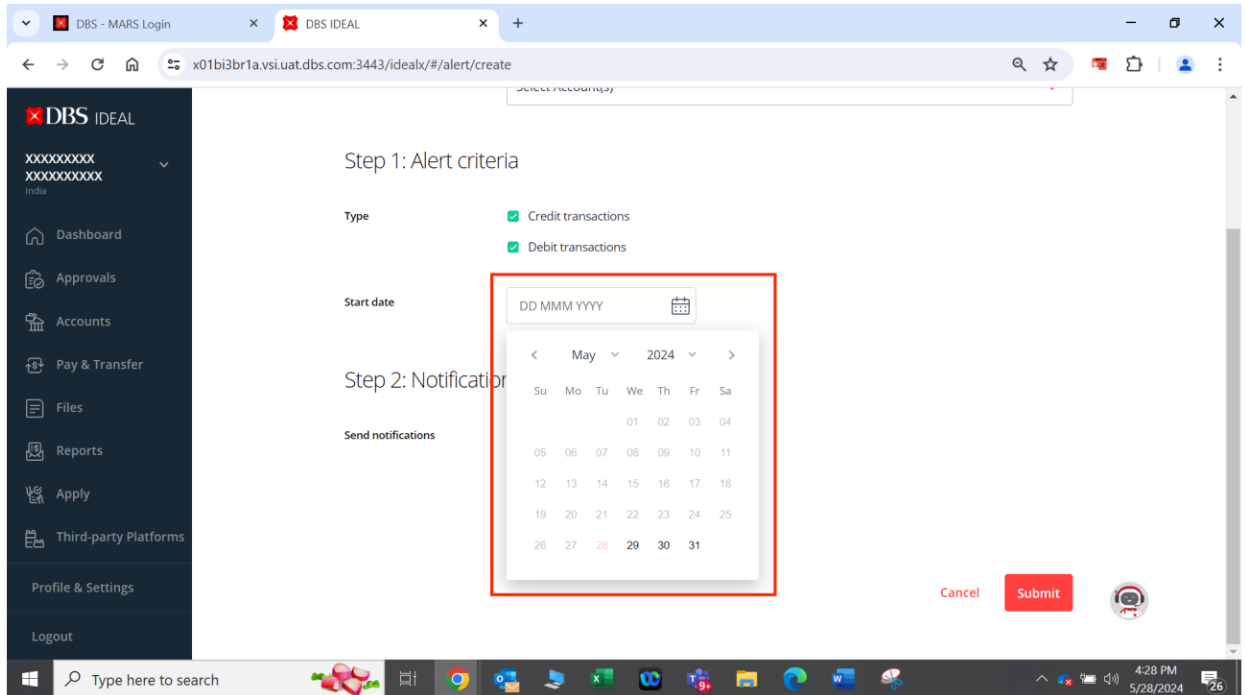 DBS - MARS Login
DBS IDEAL
x01bi3br1a.vsi.uat.dbs.com:3443/idealx/#/alert/create
DBS IDEAL
XXXXXXXXX
XXXXXXXXXX
India
Dashboard
Approvals
Accounts
Pay & Transfer
Files
Reports
Apply
Third-party Platforms
Profile & Settings
Logout
Select Account(s)
Step 1: Alert criteria
Type
Credit transactions
Debit transactions
Start date
DD MMM YYYY
May 2024
Su Mo Tu We Th Fr Sa
01 02 03 04
05 06 07 08 09 10 11
12 13 14 15 16 17 18
19 20 21 22 23 24 25
26 27 28 29 30 31
Step 2: Notification
Send notifications
Cancel
Submit
Type here to search
9+
4:28 PM
5/28/2024
26